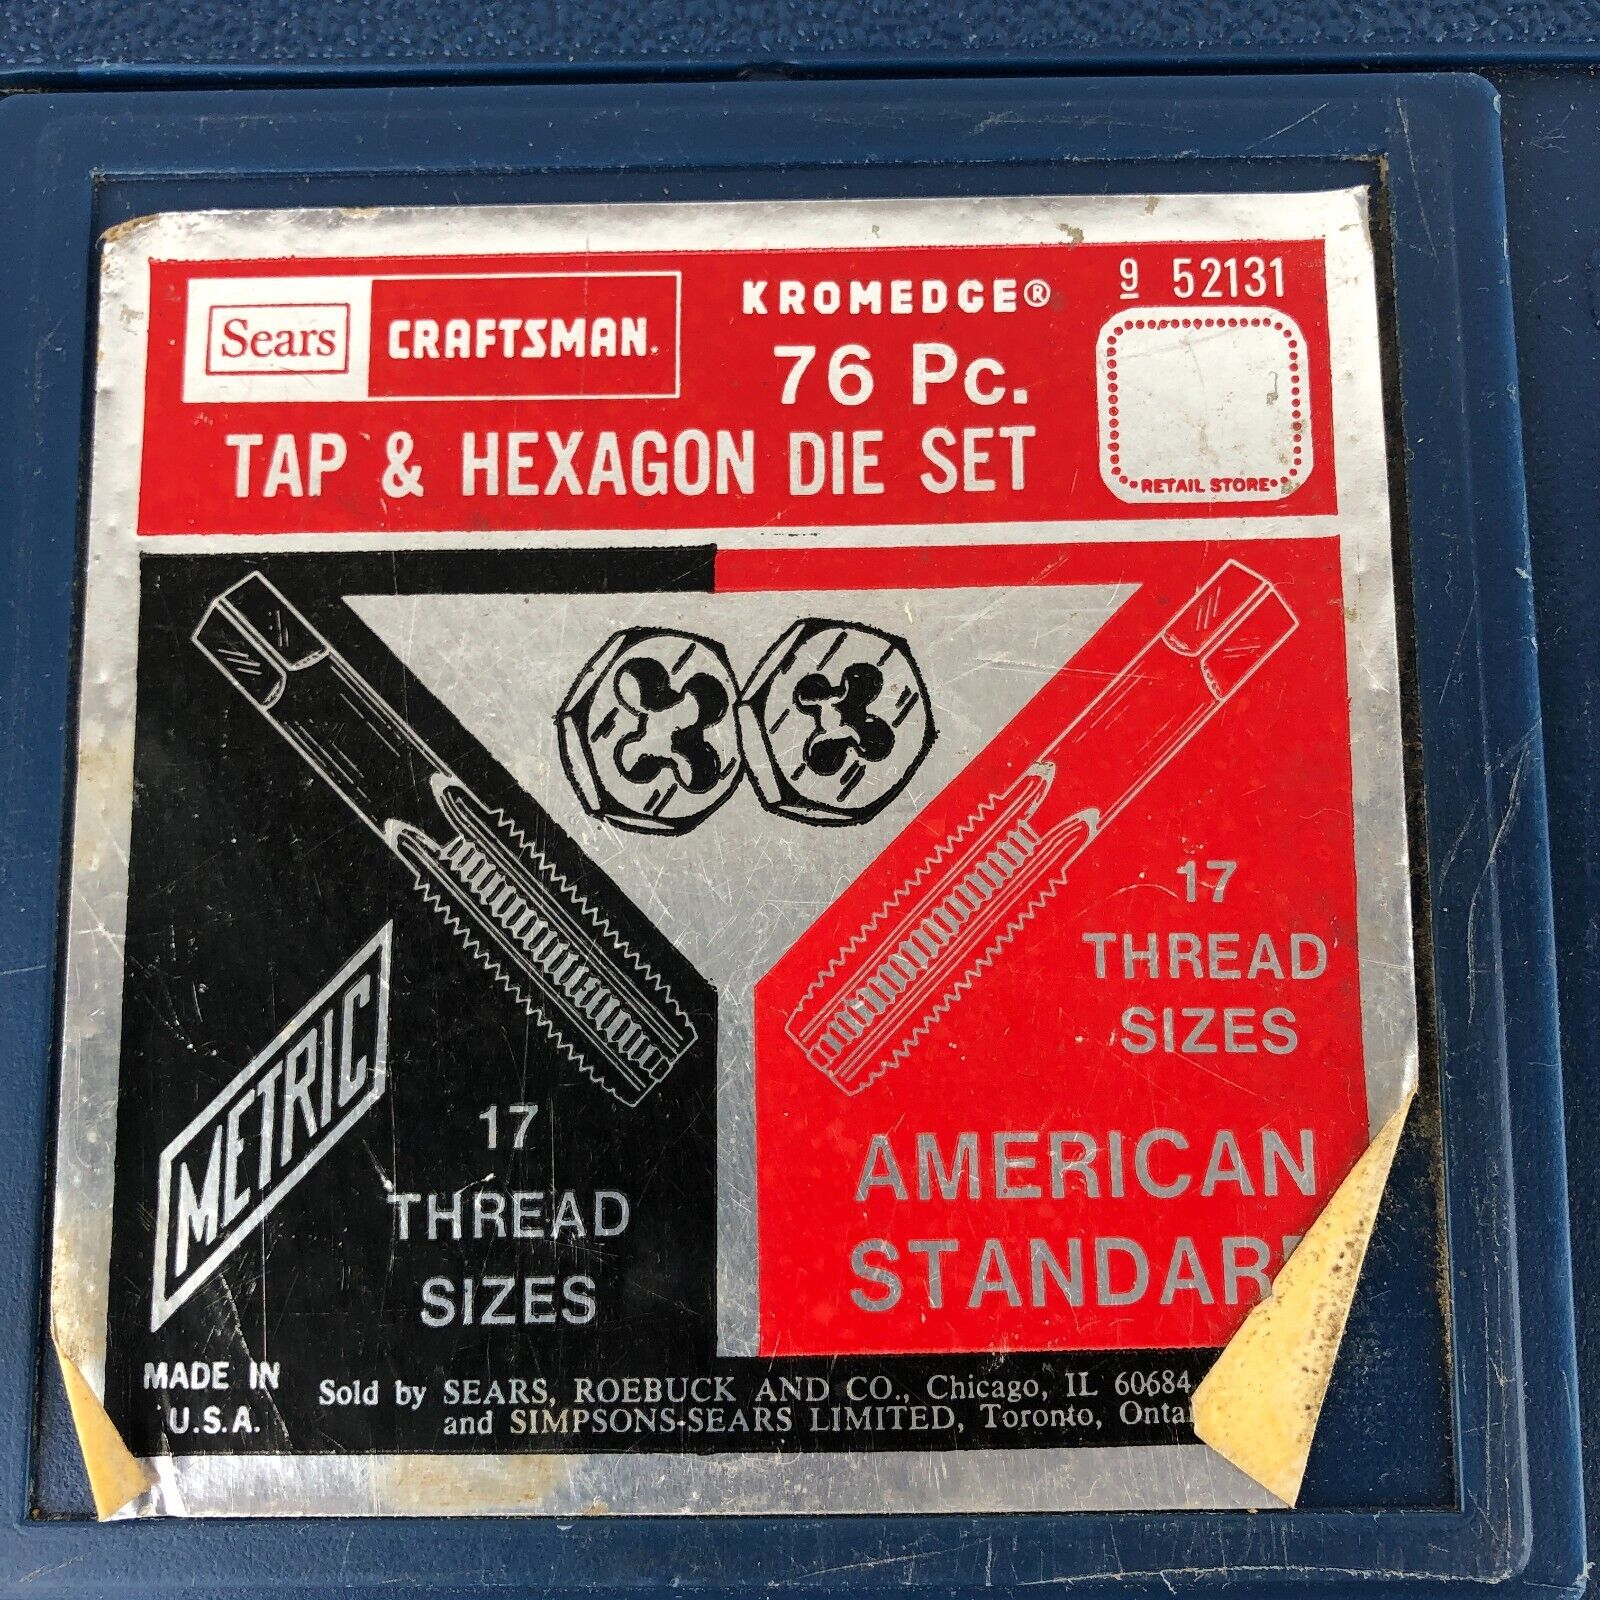 Sears
CRAFTSMAN.
KROMEDGE®
9 52131
76 Pc.
TAP & HEXAGON DIE SET
•RETAIL STORE•
17
THREAD
SIZES
METRIC
17
THREAD
SIZES
AMERICAN
STANDAR
MADE IN
U.S.A.
Sold by SEARS, ROEBUCK AND CO., Chicago, IL 60684
and SIMPSONS-SEARS LIMITED, Toronto, Onta